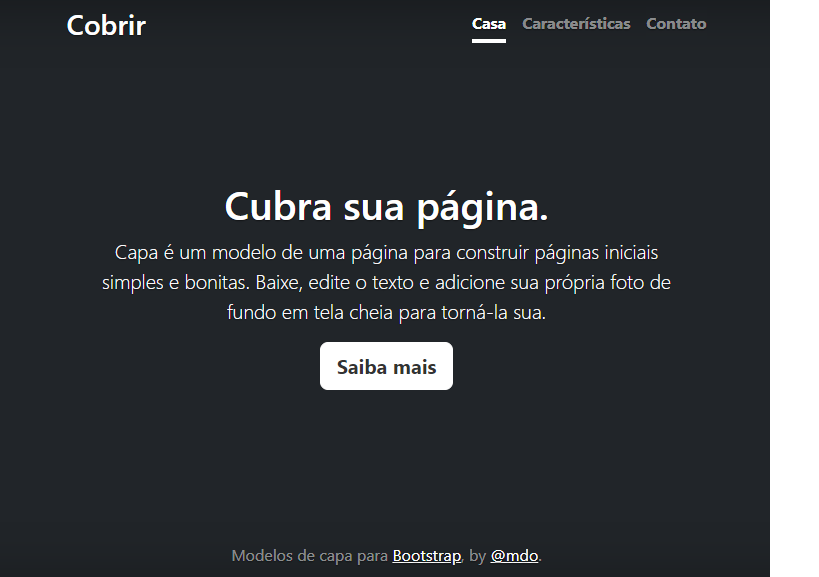 Cobrir
Casa Características Contato
Cubra sua página.
Capa é um modelo de uma página para construir páginas iniciais
simples e bonitas. Baixe, edite o texto e adicione sua própria foto de
fundo em tela cheia para torná-la sua.
Saiba mais
Modelos de capa para Bootstrap, by @mdo.